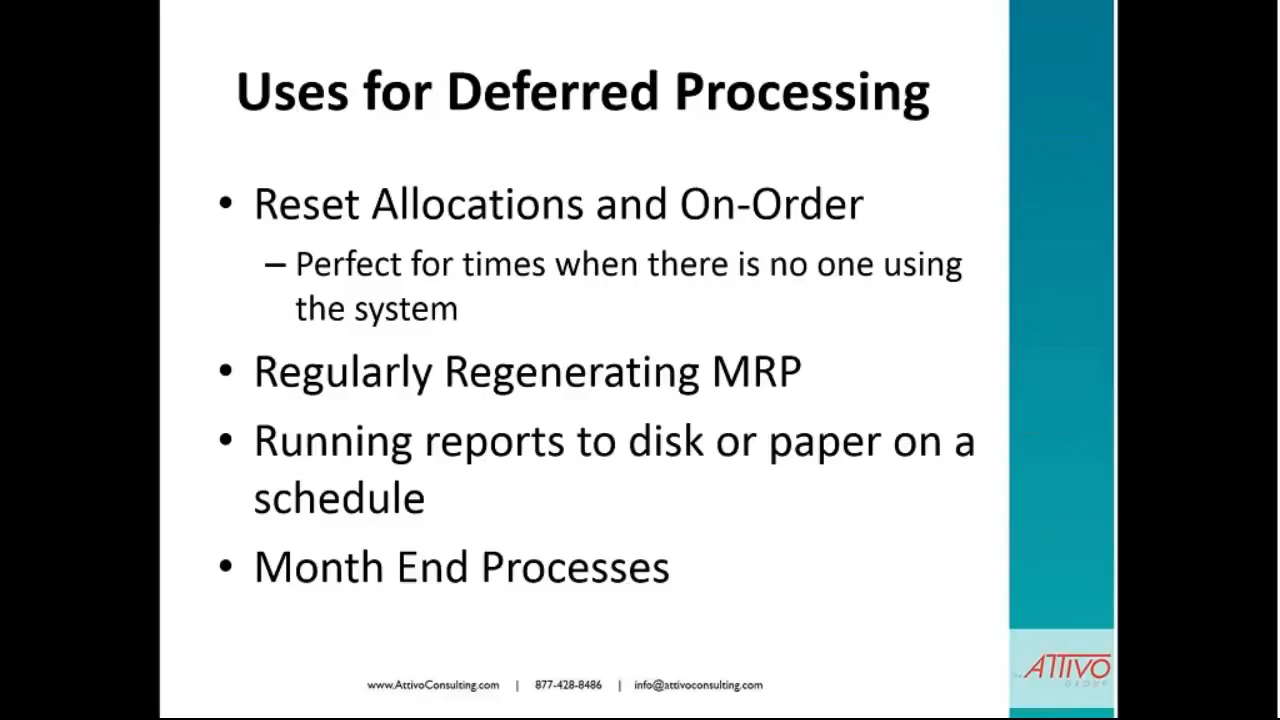 Uses for Deferred Processing
• Reset Allocations and On-Order
– Perfect for times when there is no one using
the system
• Regularly Regenerating MRP
• Running reports to disk or paper on a
schedule
• Month End Processes
www.AttivoConsulting.com | 877-428-8486 | info@attivoconsulting.com
The ATTIVO
GROUP